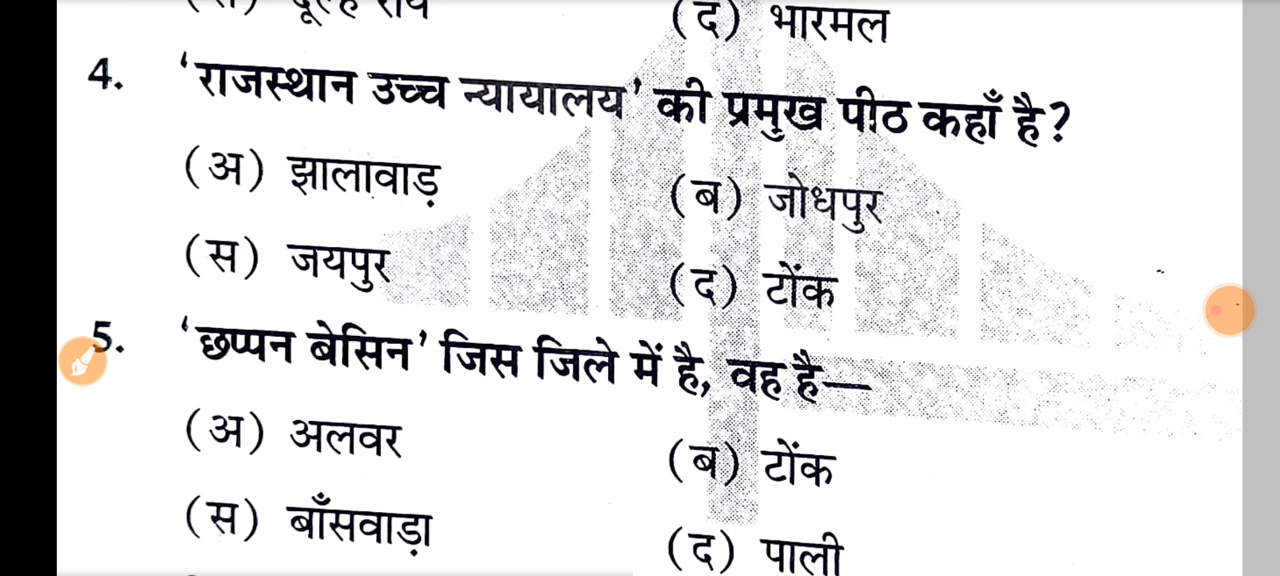 (द) भारमल
4. 'राजस्थान उच्च न्यायालय' की प्रमुख पीठ कहाँ है?
(अ) झालावाड़ (ब) जोधपुर
(स) जयपुर (द) टोंक
5. 'छप्पन बेसिन' जिस जिले में है, वह है—
(अ) अलवर (ब) टोंक
(स) बाँसवाड़ा (द) पाली